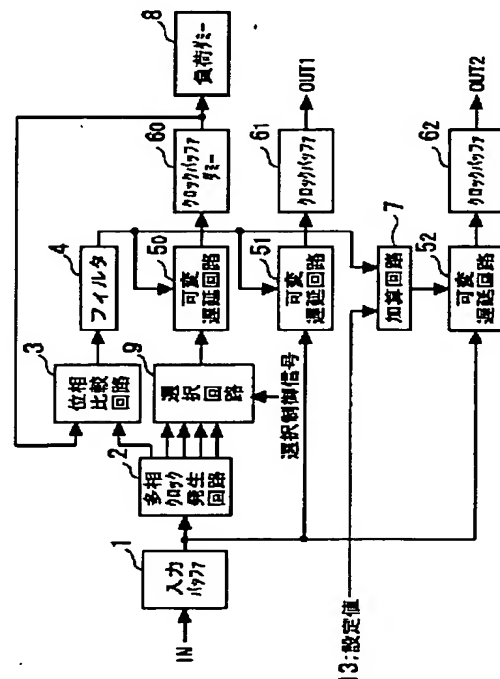 IN
1
入力
バッファ
2
多相
クロック
発生
回路
3
位相
比較
回路
4
フィルタ
9
選択
回路
選択制御信号
50
可変
遅延回路
51
可変
遅延回路
52
可変
遅延回路
60
クロックバッファ
ダミー
61
クロックバッファ
62
クロックバッファ
7
加算回路
8
負荷ダミー
OUT1
OUT2
13;設定値